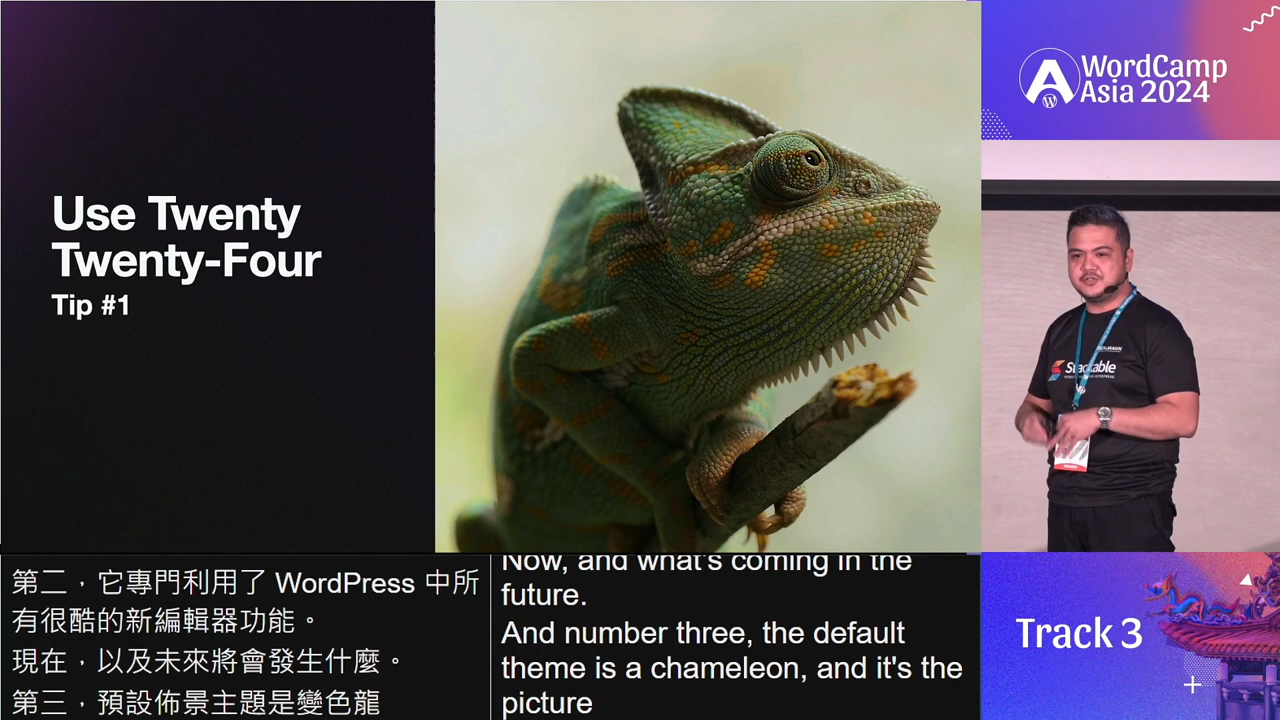 Use Twenty
Twenty-Four
Tip #1
WordCamp
Asia 2024
Stackable
第二，它專門利用了 WordPress 中所
有很酷的新編輯器功能。
現在，以及未來將會發生什麼。
第三，預設佈景主題是變色龍
Now, and what's coming in the
future.
And number three, the default
theme is a chameleon, and it's the
picture
Track 3